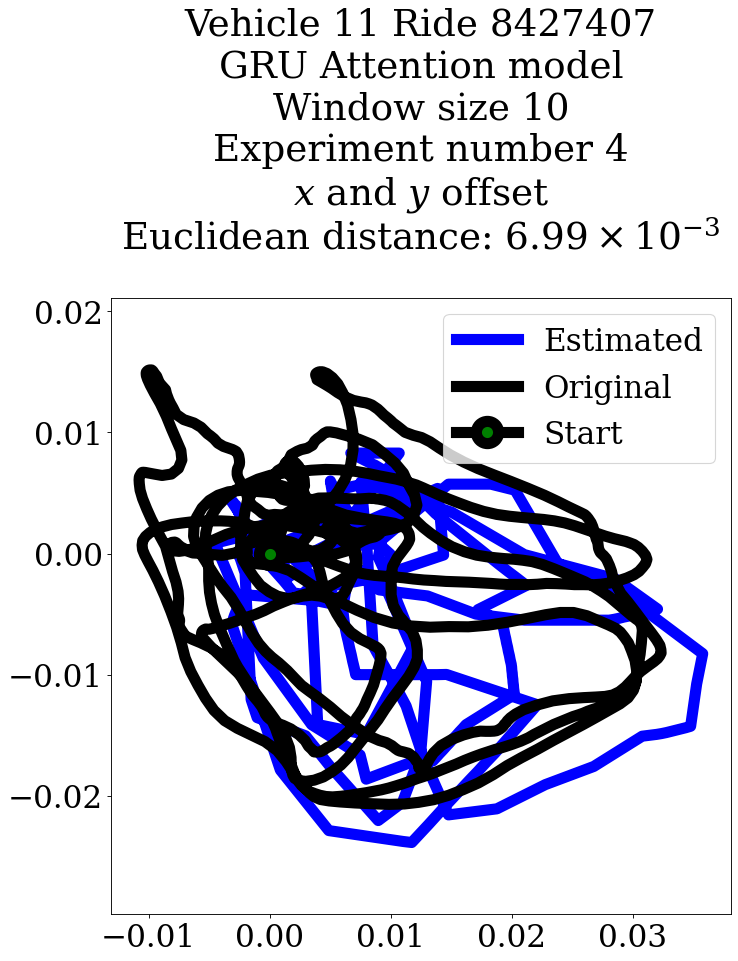 Vehicle 11 Ride 8427407
GRU Attention model
Window size 10
Experiment number 4
x and y offset
Euclidean distance: 6.99 × 10⁻³
0.02
0.01
0.00
−0.01
−0.02
Estimated
Original
Start
−0.01 0.00 0.01 0.02 0.03